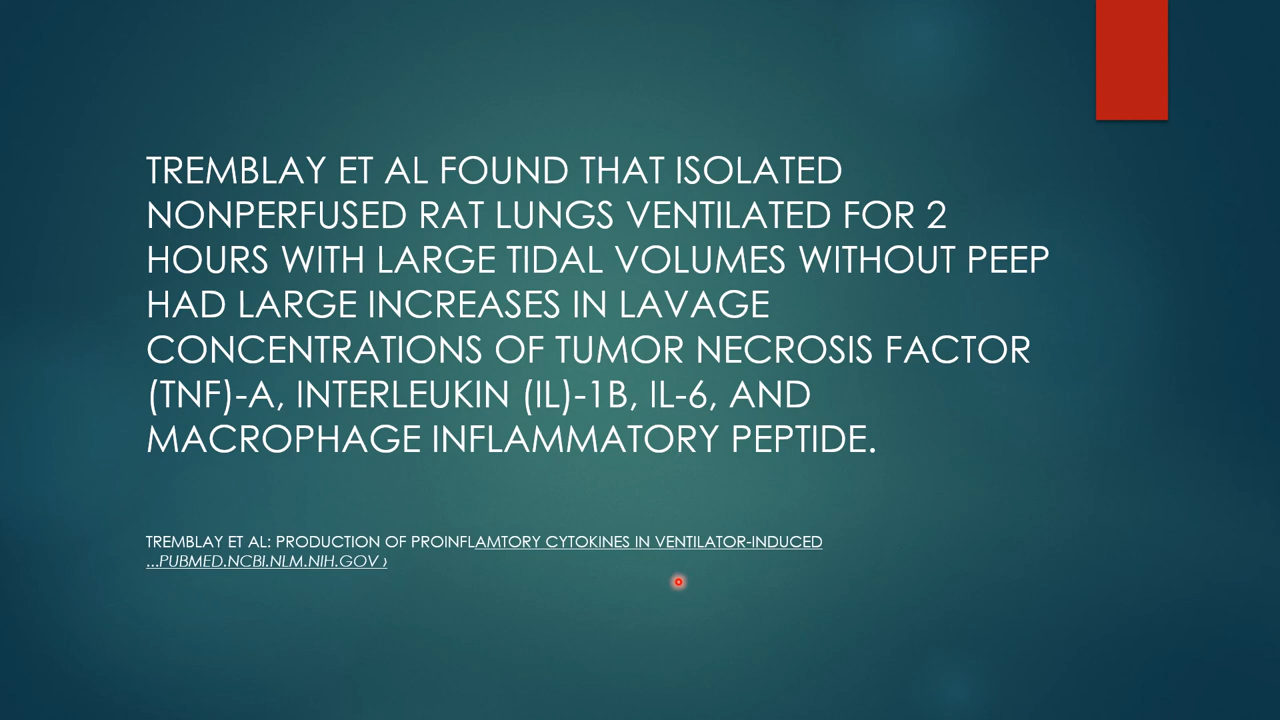 TREMBLAY ET AL FOUND THAT ISOLATED
NONPERFUSED RAT LUNGS VENTILATED FOR 2
HOURS WITH LARGE TIDAL VOLUMES WITHOUT PEEP
HAD LARGE INCREASES IN LAVAGE
CONCENTRATIONS OF TUMOR NECROSIS FACTOR
(TNF)-A, INTERLEUKIN (IL)-1B, IL-6, AND
MACROPHAGE INFLAMMATORY PEPTIDE.
TREMBLAY ET AL: PRODUCTION OF PROINFLAMTORY CYTOKINES IN VENTILATOR-INDUCED
...PUBMED.NCBI.NLM.NIH.GOV ›